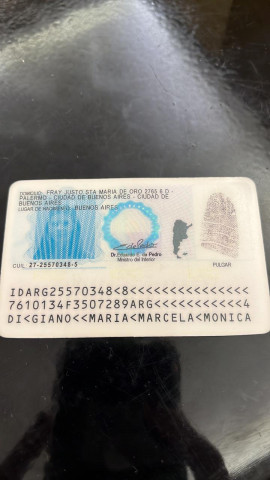 DOMICILIO: FRAY JUSTO STA MARIA DE ORO 2765 6 D -
PALERMO - CIUDAD DE BUENOS AIRES - CIUDAD DE
BUENOS AIRES
LUGAR DE NACIMIENTO: BUENOS AIRES
Dr. Eduardo E. de Pedro
Ministro del Interior
CUIL: 27-25570348-5
PULGAR
IDARG25570348<8<<<<<<<<<<<<<<<
7610134F3507289ARG<<<<<<<<<<<4
DI<GIANO<<MARIA<MARCELA<MONICA